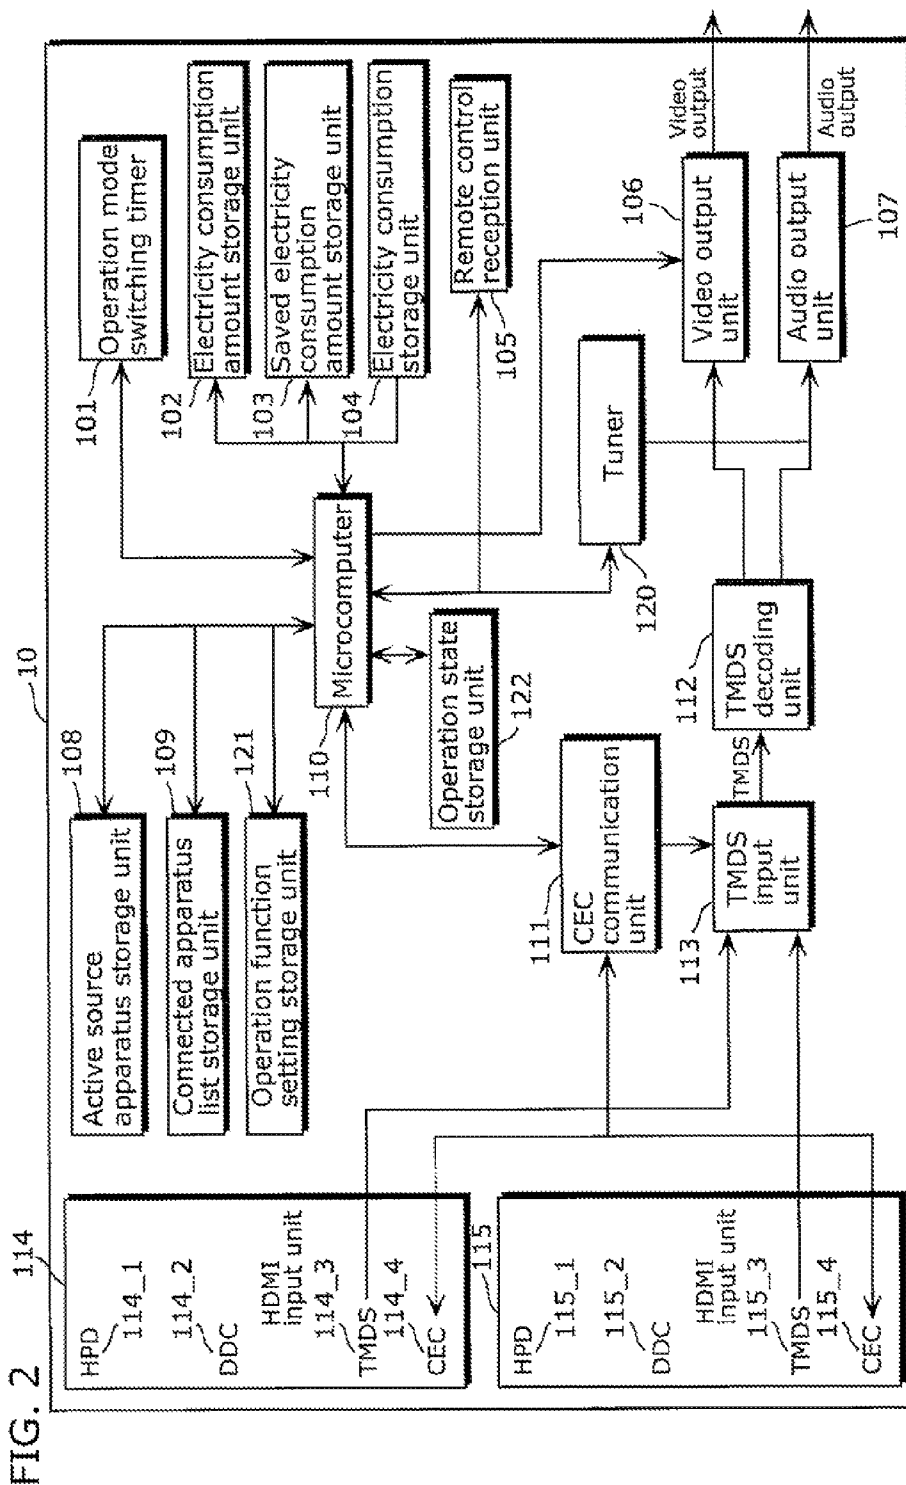 FIG. 2
10
114
HPD
114_1
114_2
DDC
HDMI
input unit
114_3
TMDS
114_4
CEC
115
HPD
115_1
115_2
DDC
HDMI
input unit
115_3
TMDS
115_4
CEC
108
Active source
apparatus storage unit
109
Connected apparatus
list storage unit
121
Operation function
setting storage unit
110
Microcomputer
Operation state
storage unit
122
111
CEC
communication
unit
113
TMDS
input
unit
TMDS
112
TMDS
decoding
unit
101
Operation mode
switching timer
102
Electricity consumption
amount storage unit
103
Saved electricity
consumption
amount storage unit
104
Electricity consumption
storage unit
105
Remote control
reception unit
120
Tuner
106
Video output
unit
Video
output
107
Audio output
unit
Audio
output